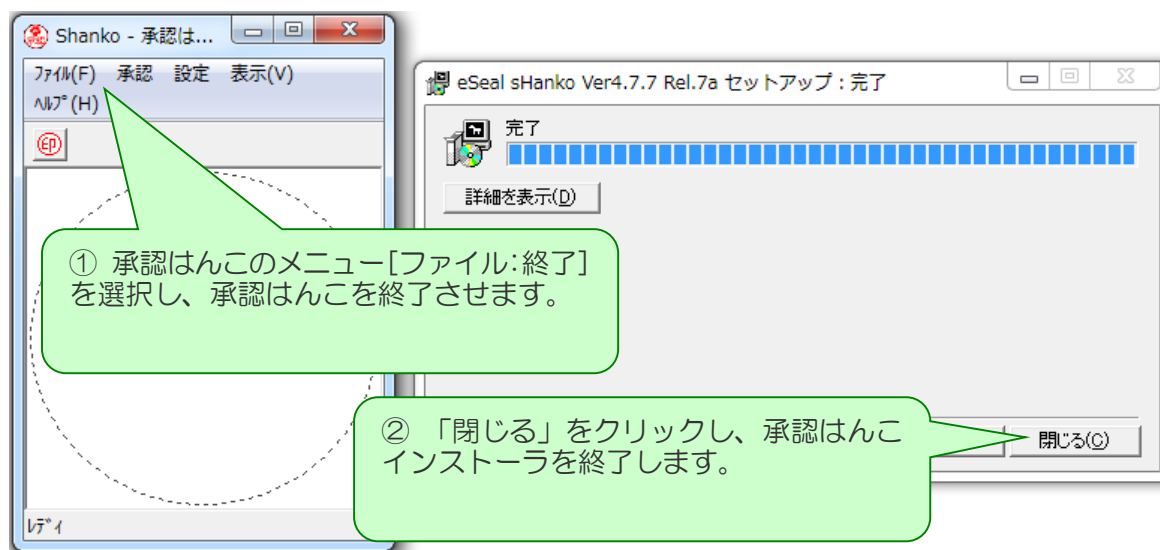 Shanko - 承認は...
ﾌｧｲﾙ(F) 承認 設定 表示(V)
ﾍﾙﾌﾟ(H)
印
eSeal sHanko Ver4.7.7 Rel.7a セットアップ : 完了
完了
詳細を表示(D)
① 承認はんこのメニュー[ファイル:終了]
を選択し、承認はんこを終了させます。
② 「閉じる」をクリックし、承認はんこ
インストーラを終了します。
閉じる(C)
ﾚﾃﾞｨ